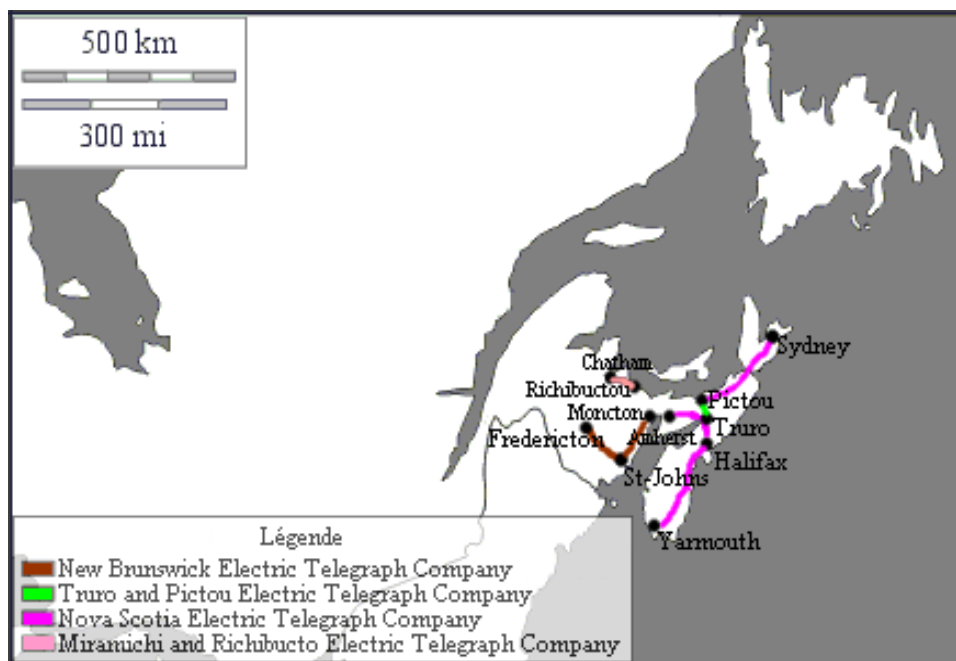 500 km
300 mi
Sydney
Chatham
Richibuctou
Pictou
Moncton
Fredericton
Amherst
Truro
Halifax
St-Johns
Yarmouth
Légende
New Brunswick Electric Telegraph Company
Truro and Pictou Electric Telegraph Company
Nova Scotia Electric Telegraph Company
Miramichi and Richibucto Electric Telegraph Company